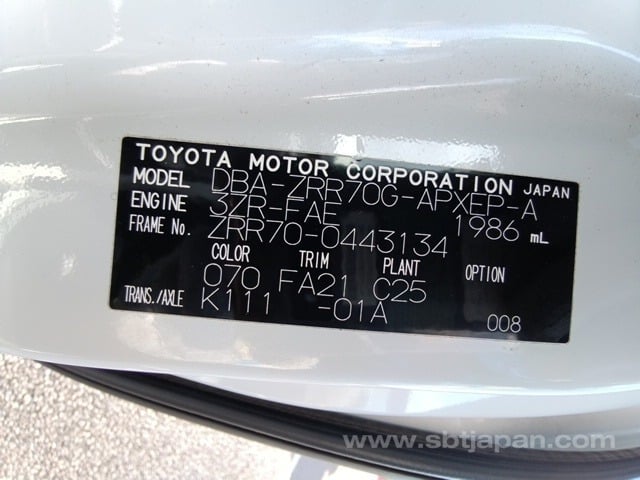 TOYOTA MOTOR CORPORATION JAPAN
MODEL DBA-ZRR70G-APXEP-A
ENGINE 3ZR-FAE 1986 mL
FRAME No. ZRR70-0443134
COLOR TRIM PLANT OPTION
070 FA21 C25
TRANS./AXLE K111 -01A 008
www.sbtjapan.com